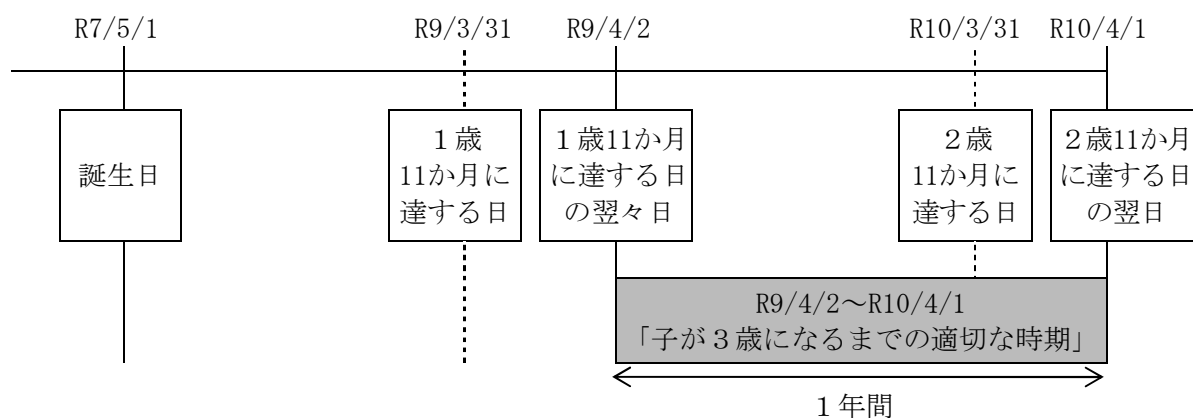 R7/5/1
R9/3/31
R9/4/2
R10/3/31
R10/4/1
誕生日
１歳
11か月に
達する日
１歳11か月
に達する日
の翌々日
２歳
11か月に
達する日
２歳11か月
に達する日
の翌日
R9/4/2～R10/4/1
「子が３歳になるまでの適切な時期」
１年間